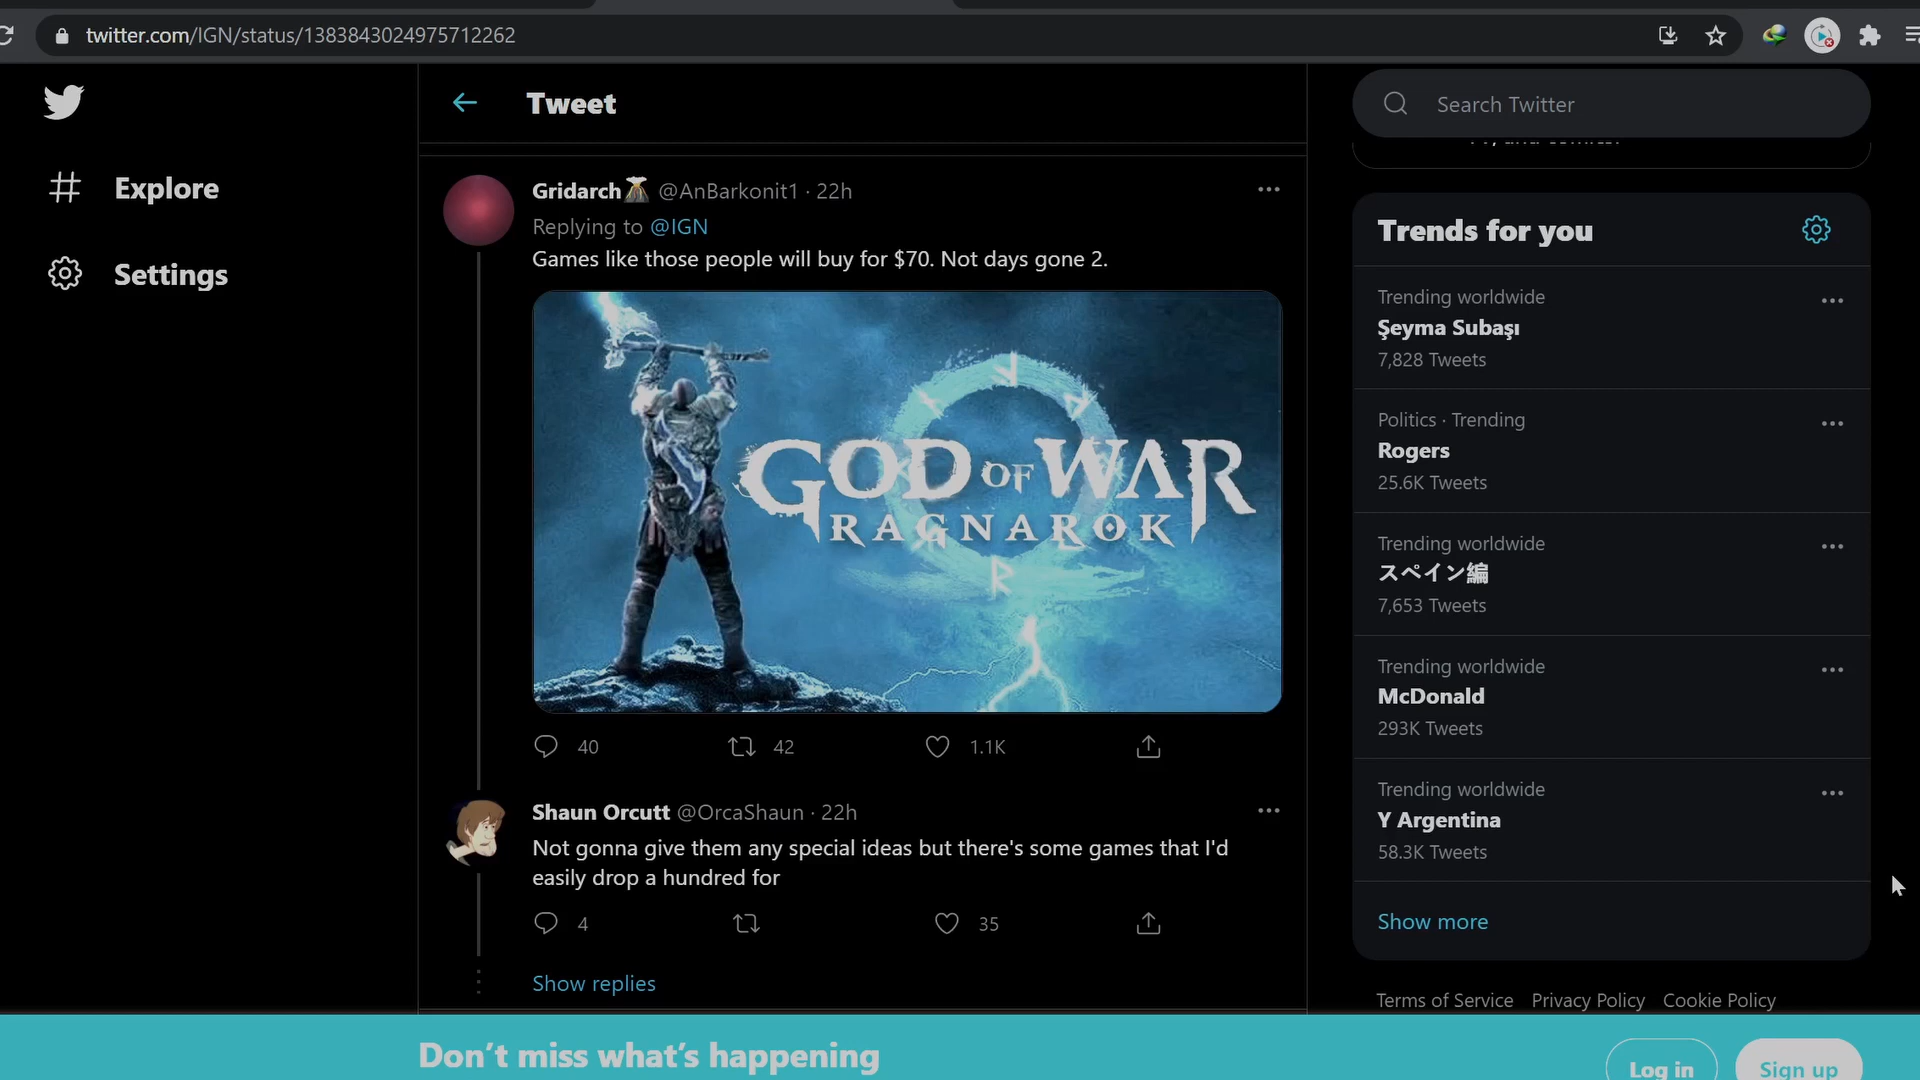 twitter.com/IGN/status/1383843024975712262
Tweet
Search Twitter
Explore
Settings
Gridarch🌋 @AnBarkonit1 · 22h
Replying to @IGN
Games like those people will buy for $70. Not days gone 2.
GOD OF WAR
RAGNAROK
40
42
1.1K
Shaun Orcutt @OrcaShaun · 22h
Not gonna give them any special ideas but there's some games that I'd
easily drop a hundred for
4
35
Show replies
Trends for you
Trending worldwide
Şeyma Subaşı
7,828 Tweets
Politics · Trending
Rogers
25.6K Tweets
Trending worldwide
スペイン編
7,653 Tweets
Trending worldwide
McDonald
293K Tweets
Trending worldwide
Y Argentina
58.3K Tweets
Show more
Terms of Service Privacy Policy Cookie Policy
Don’t miss what’s happening
Log in
Sign up